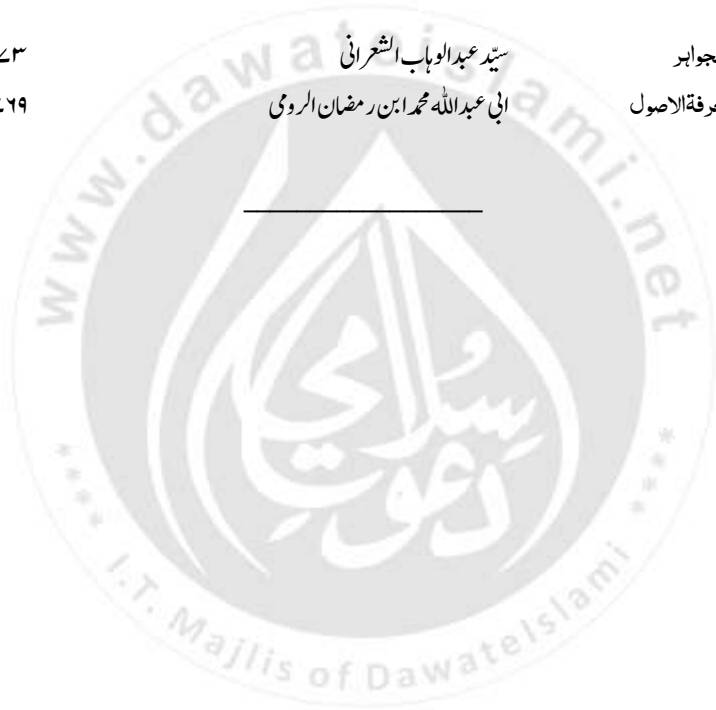 جواہر سیّد عبدالوہاب الشعرانی ۷۳
رفۃالاصول ابی عبداللہ محمد ابن رمضان الرومی ۷۶۹
www.dawateislami.net
دعوت اسلامی
I.T. Majlis of DawateIslami